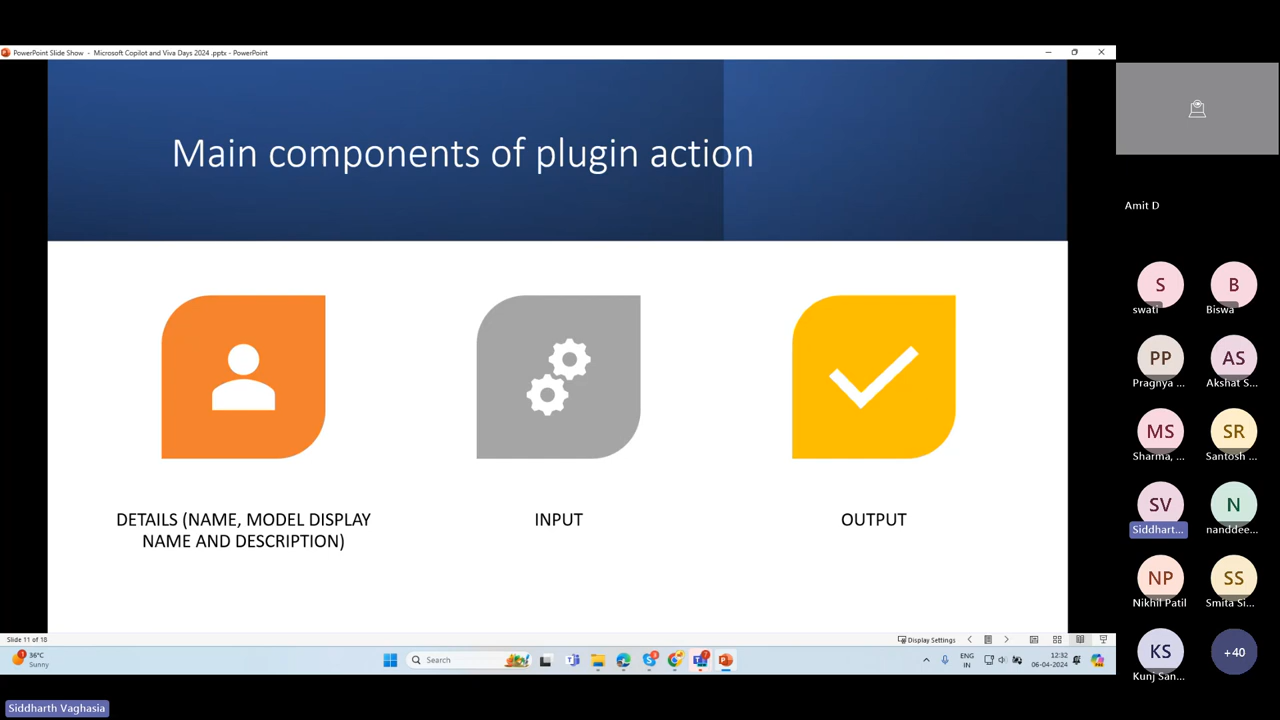 PowerPoint Slide Show - Microsoft Copilot and Viva Days 2024 .pptx - PowerPoint
Main components of plugin action
DETAILS (NAME, MODEL DISPLAY
NAME AND DESCRIPTION)
INPUT
OUTPUT
Slide 11 of 18
Display Settings
1
36°C
Sunny
Search
ENG
IN
12:32
06-04-2024
Siddharth Vaghasia
Amit D
S
swati
B
Biswa
PP
Pragnya ...
AS
Akshat S...
MS
Sharma, ...
SR
Santosh ...
SV
Siddhart...
N
nanddee...
NP
Nikhil Patil
SS
Smita Si...
KS
Kunj San...
+40